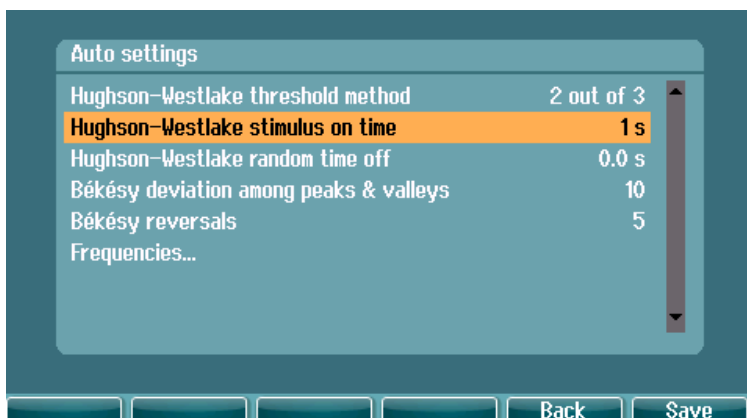 Auto settings
Hughson-Westlake threshold method 2 out of 3
Hughson-Westlake stimulus on time 1 s
Hughson-Westlake random time off 0.0 s
Békésy deviation among peaks & valleys 10
Békésy reversals 5
Frequencies...
Back Save